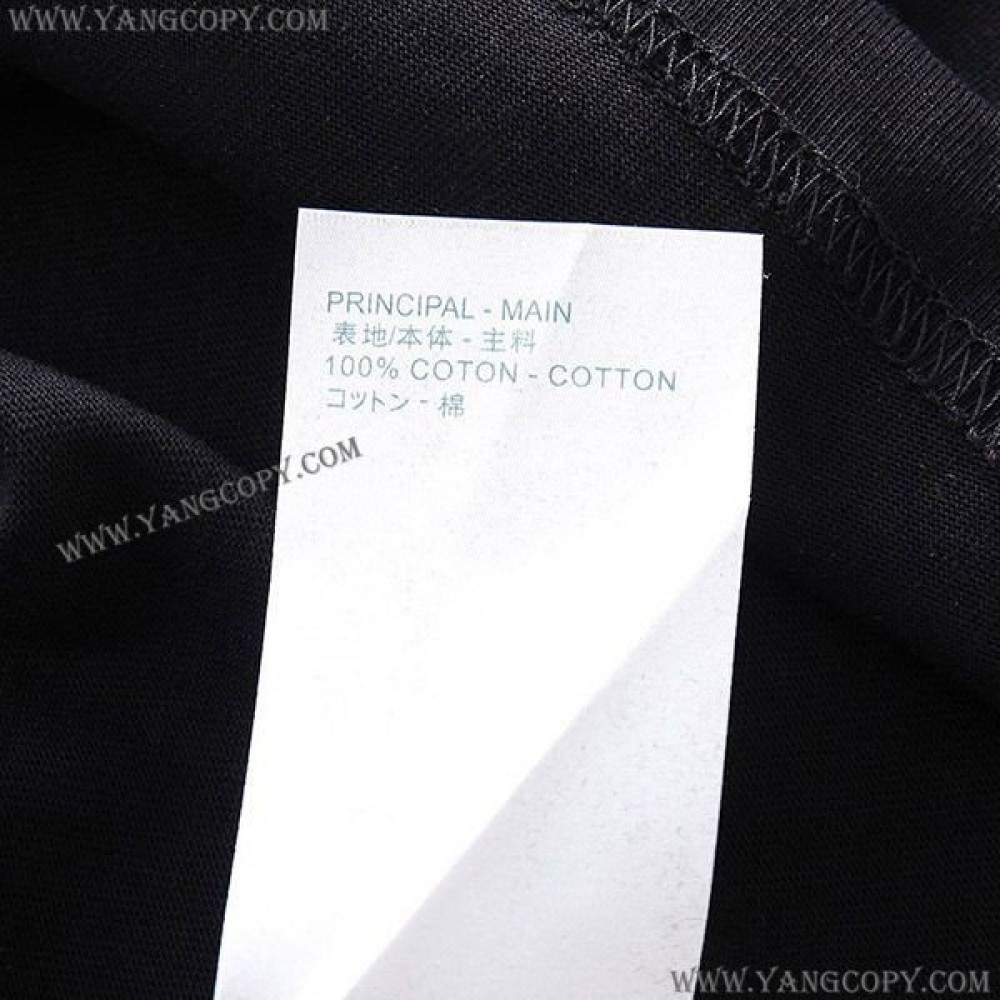 WWW.YANGCOPY.COM
PRINCIPAL - MAIN
表地/本体 - 主料
100% COTON - COTTON
コットン - 棉
WWW.YANGCOPY.COM
WWW.YANGCOPY.COM